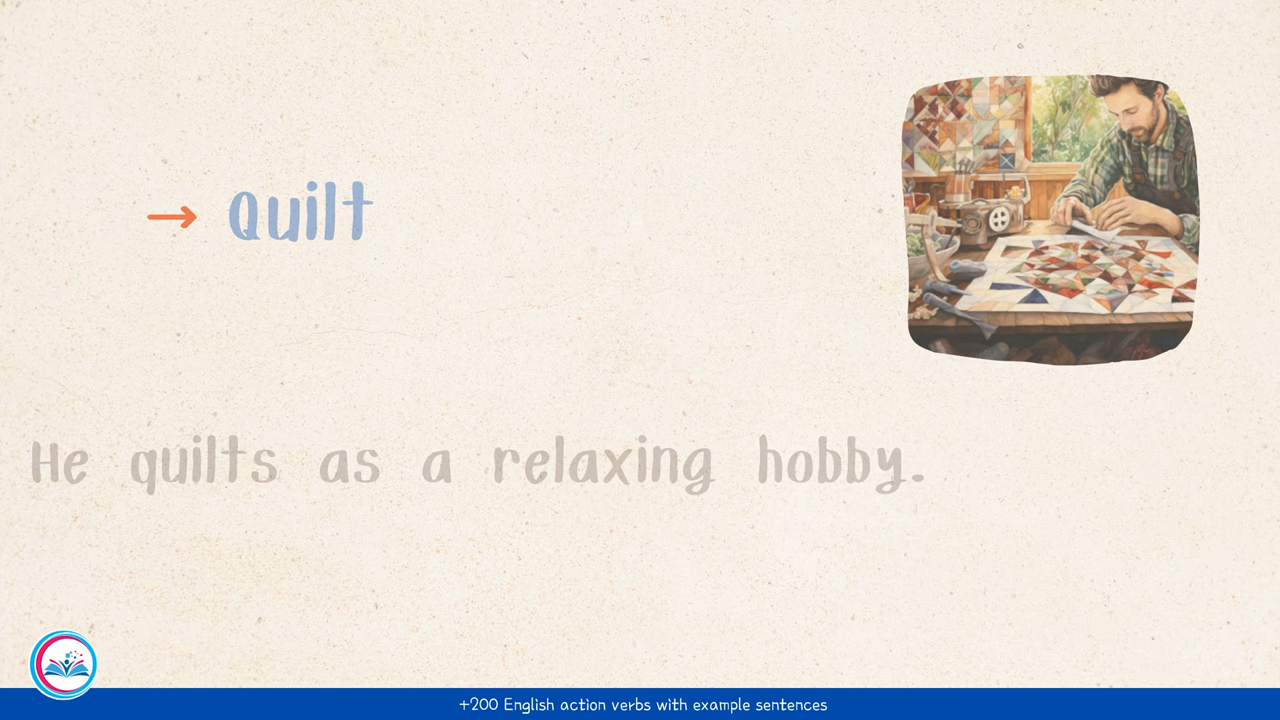 → Quilt
He quilts as a relaxing hobby.
+200 English action verbs with example sentences